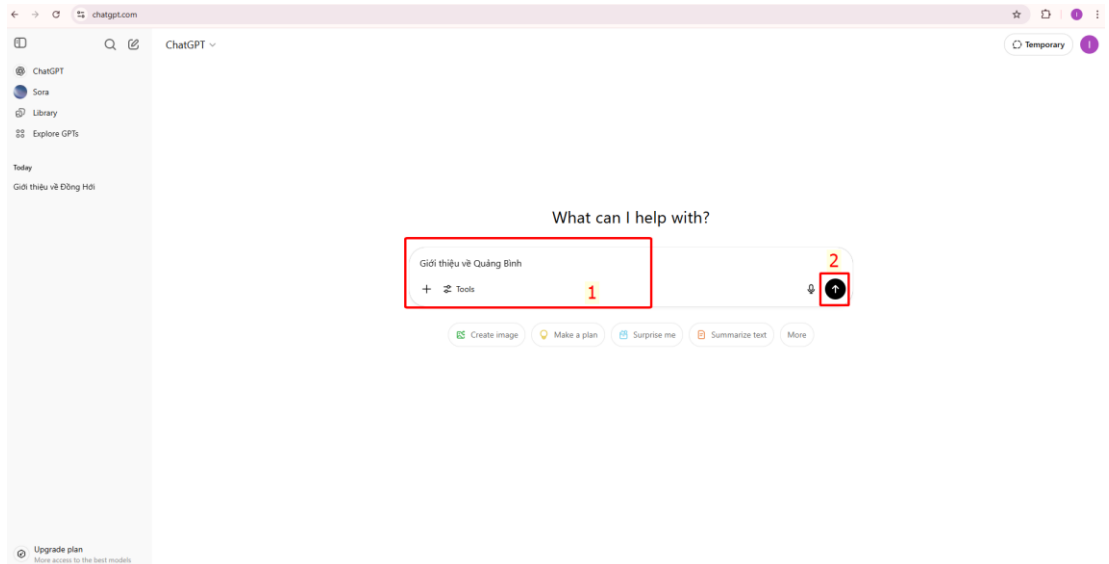 chatgpt.com
I
ChatGPT
Temporary
I
ChatGPT
Sora
Library
Explore GPTs
Today
Giới thiệu về Đồng Hới
What can I help with?
Giới thiệu về Quảng Bình
2
Tools
1
Create image Make a plan Surprise me Summarize text More
Upgrade plan
More access to the best models